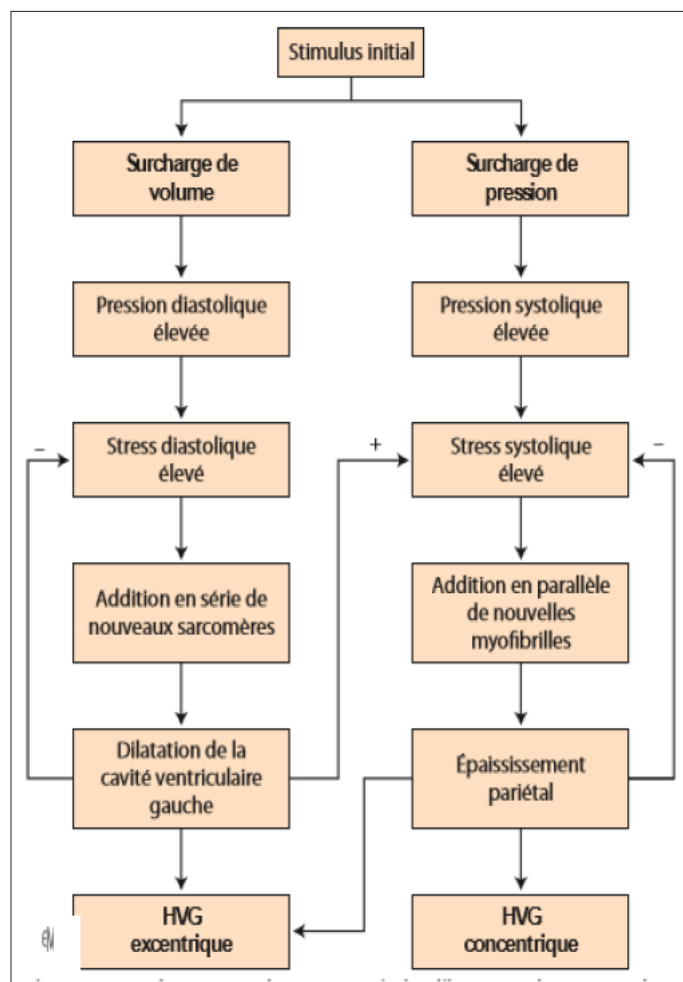 Stimulus initial
Surcharge de
volume
Surcharge de
pression
Pression diastolique
élevée
Pression systolique
élevée
–
Stress diastolique
élevé
+
Stress systolique
élevé
–
Addition en série de
nouveaux sarcomères
Addition en parallèle
de nouvelles
myofibrilles
Dilatation de la
cavité ventriculaire
gauche
Épaississement
pariétal
HVG
excentrique
HVG
concentrique